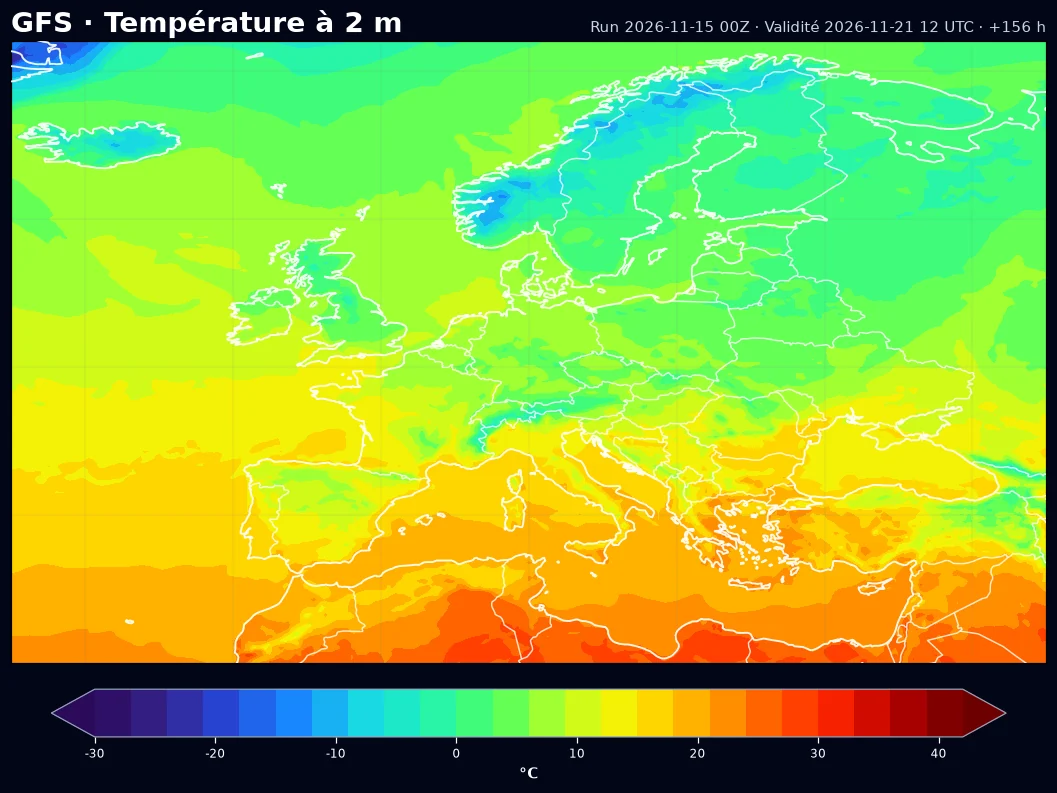 GFS · Température à 2 m
Run 2026-11-15 00Z · Validité 2026-11-21 12 UTC · +156 h
-30 -20 -10 0 10 20 30 40
°C